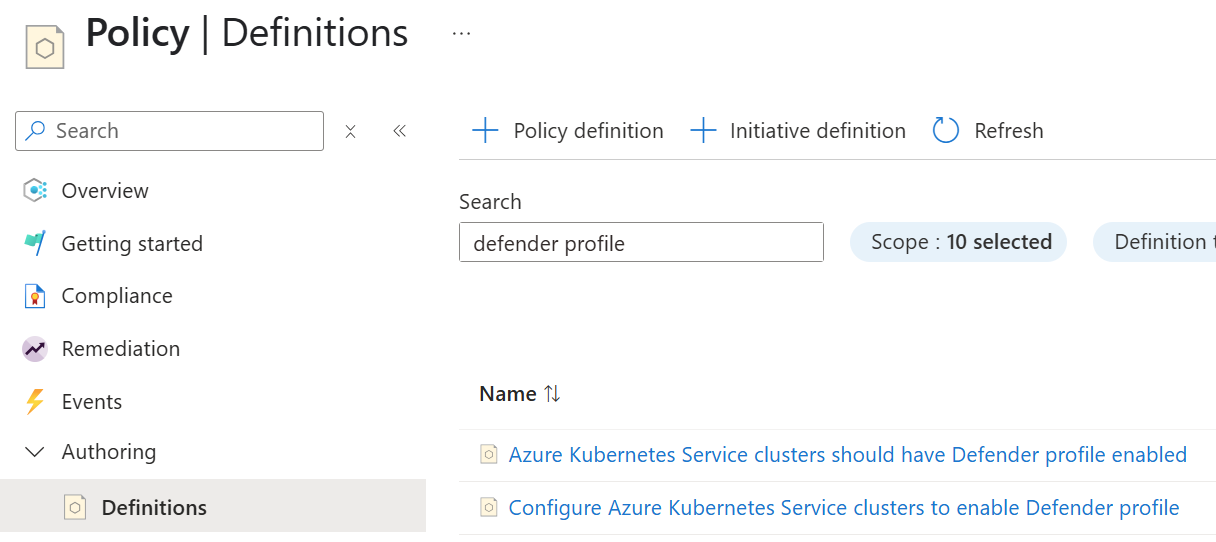 Policy | Definitions
...
Search
Policy definition
Initiative definition
Refresh
Overview
Getting started
Compliance
Remediation
Events
Authoring
Definitions
Search
defender profile
Scope : 10 selected
Definition t
Name
Azure Kubernetes Service clusters should have Defender profile enabled
Configure Azure Kubernetes Service clusters to enable Defender profile